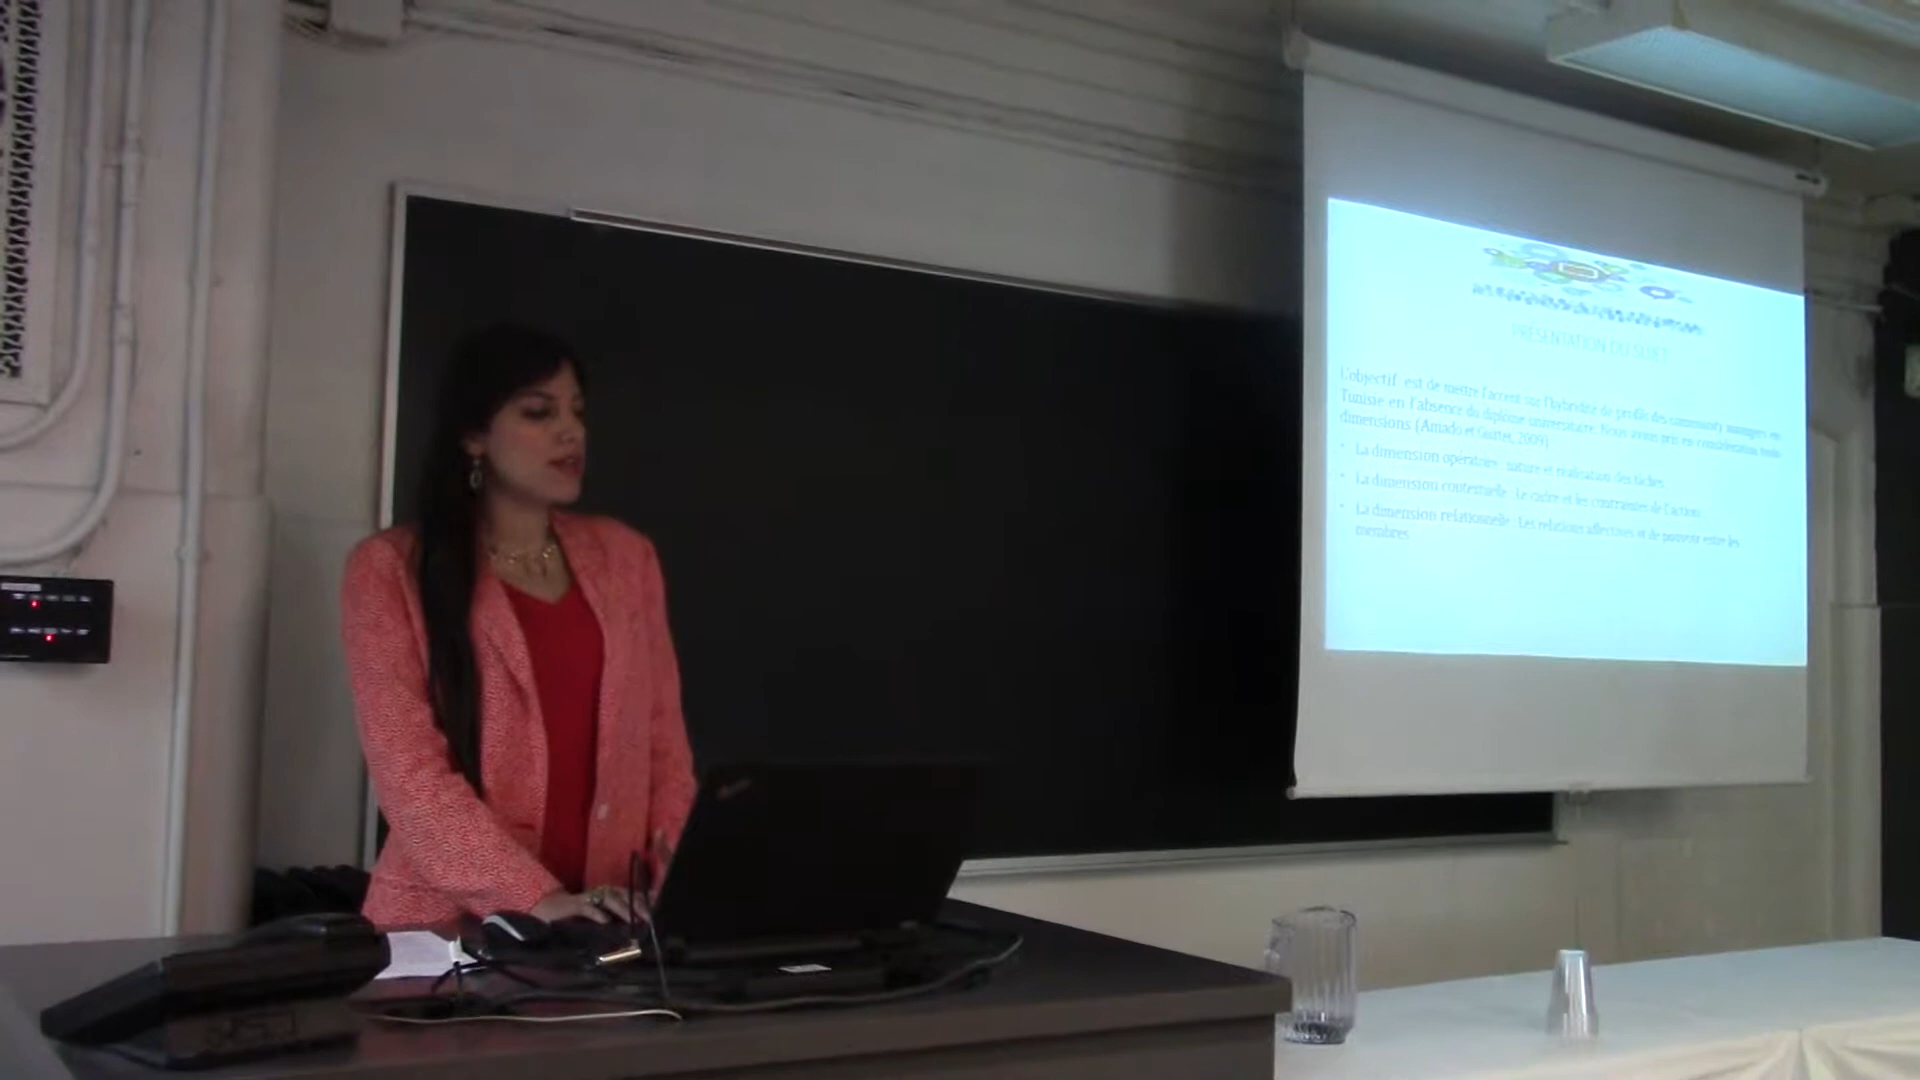 PRÉSENTATION DU SUJET
L'objectif est de mettre l'accent sur l'hybridité de profils des community managers en
Tunisie en l'absence du diplôme universitaire. Nous avons pris en considération trois
dimensions (Amado et Guittet, 2009)
La dimension opératoire : nature et réalisation des tâches
La dimension contextuelle : Le cadre et les contraintes de l'action
La dimension relationnelle : Les relations affectives et de pouvoir entre les
membres.